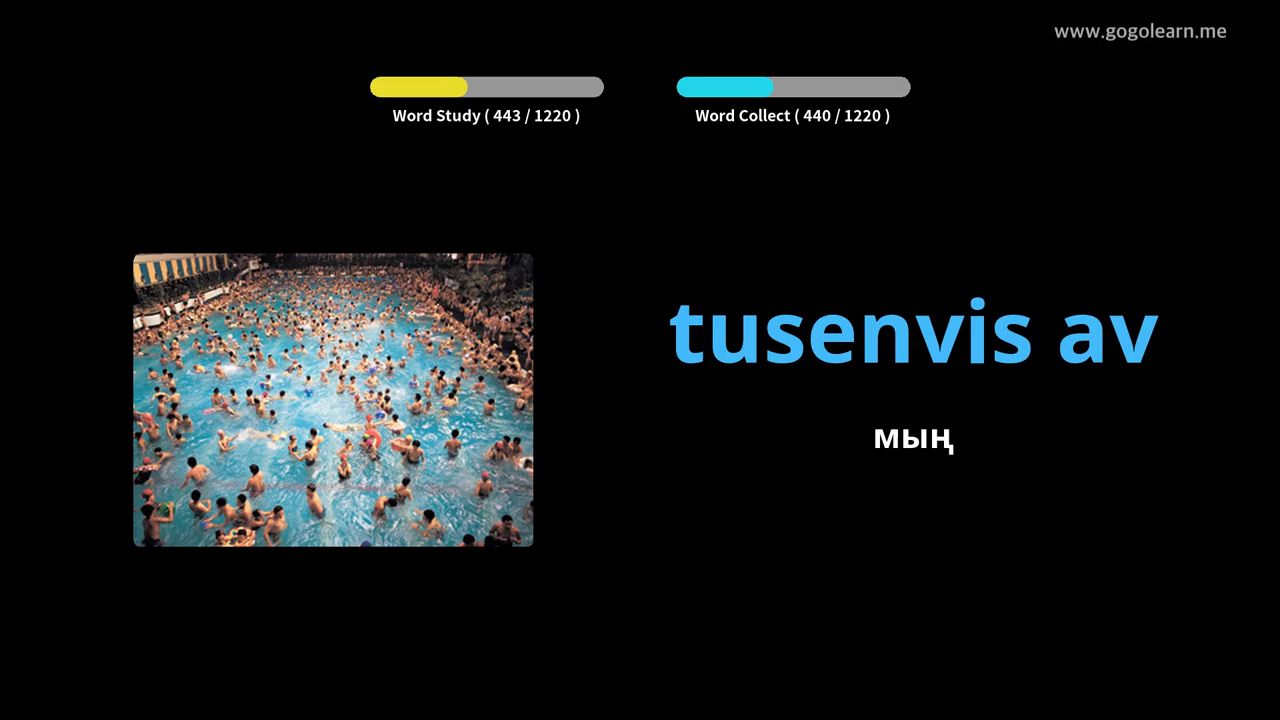 www.gogolearn.me
Word Study ( 443 / 1220 )
Word Collect ( 440 / 1220 )
tusenvis av
мың